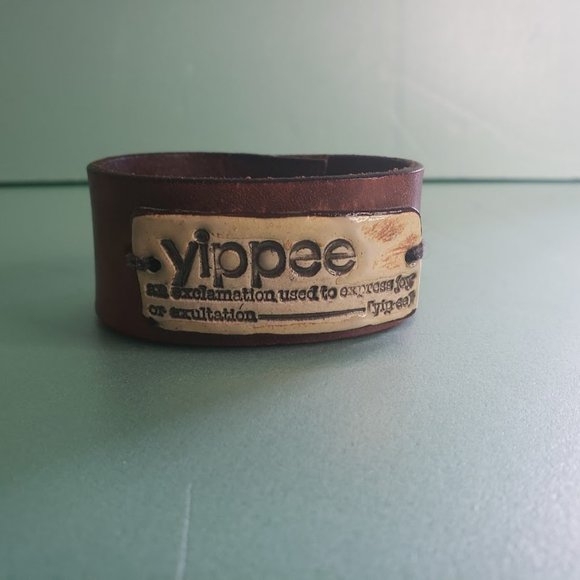 yippee
an exclamation used to express joy
or exultation [yip-ee]